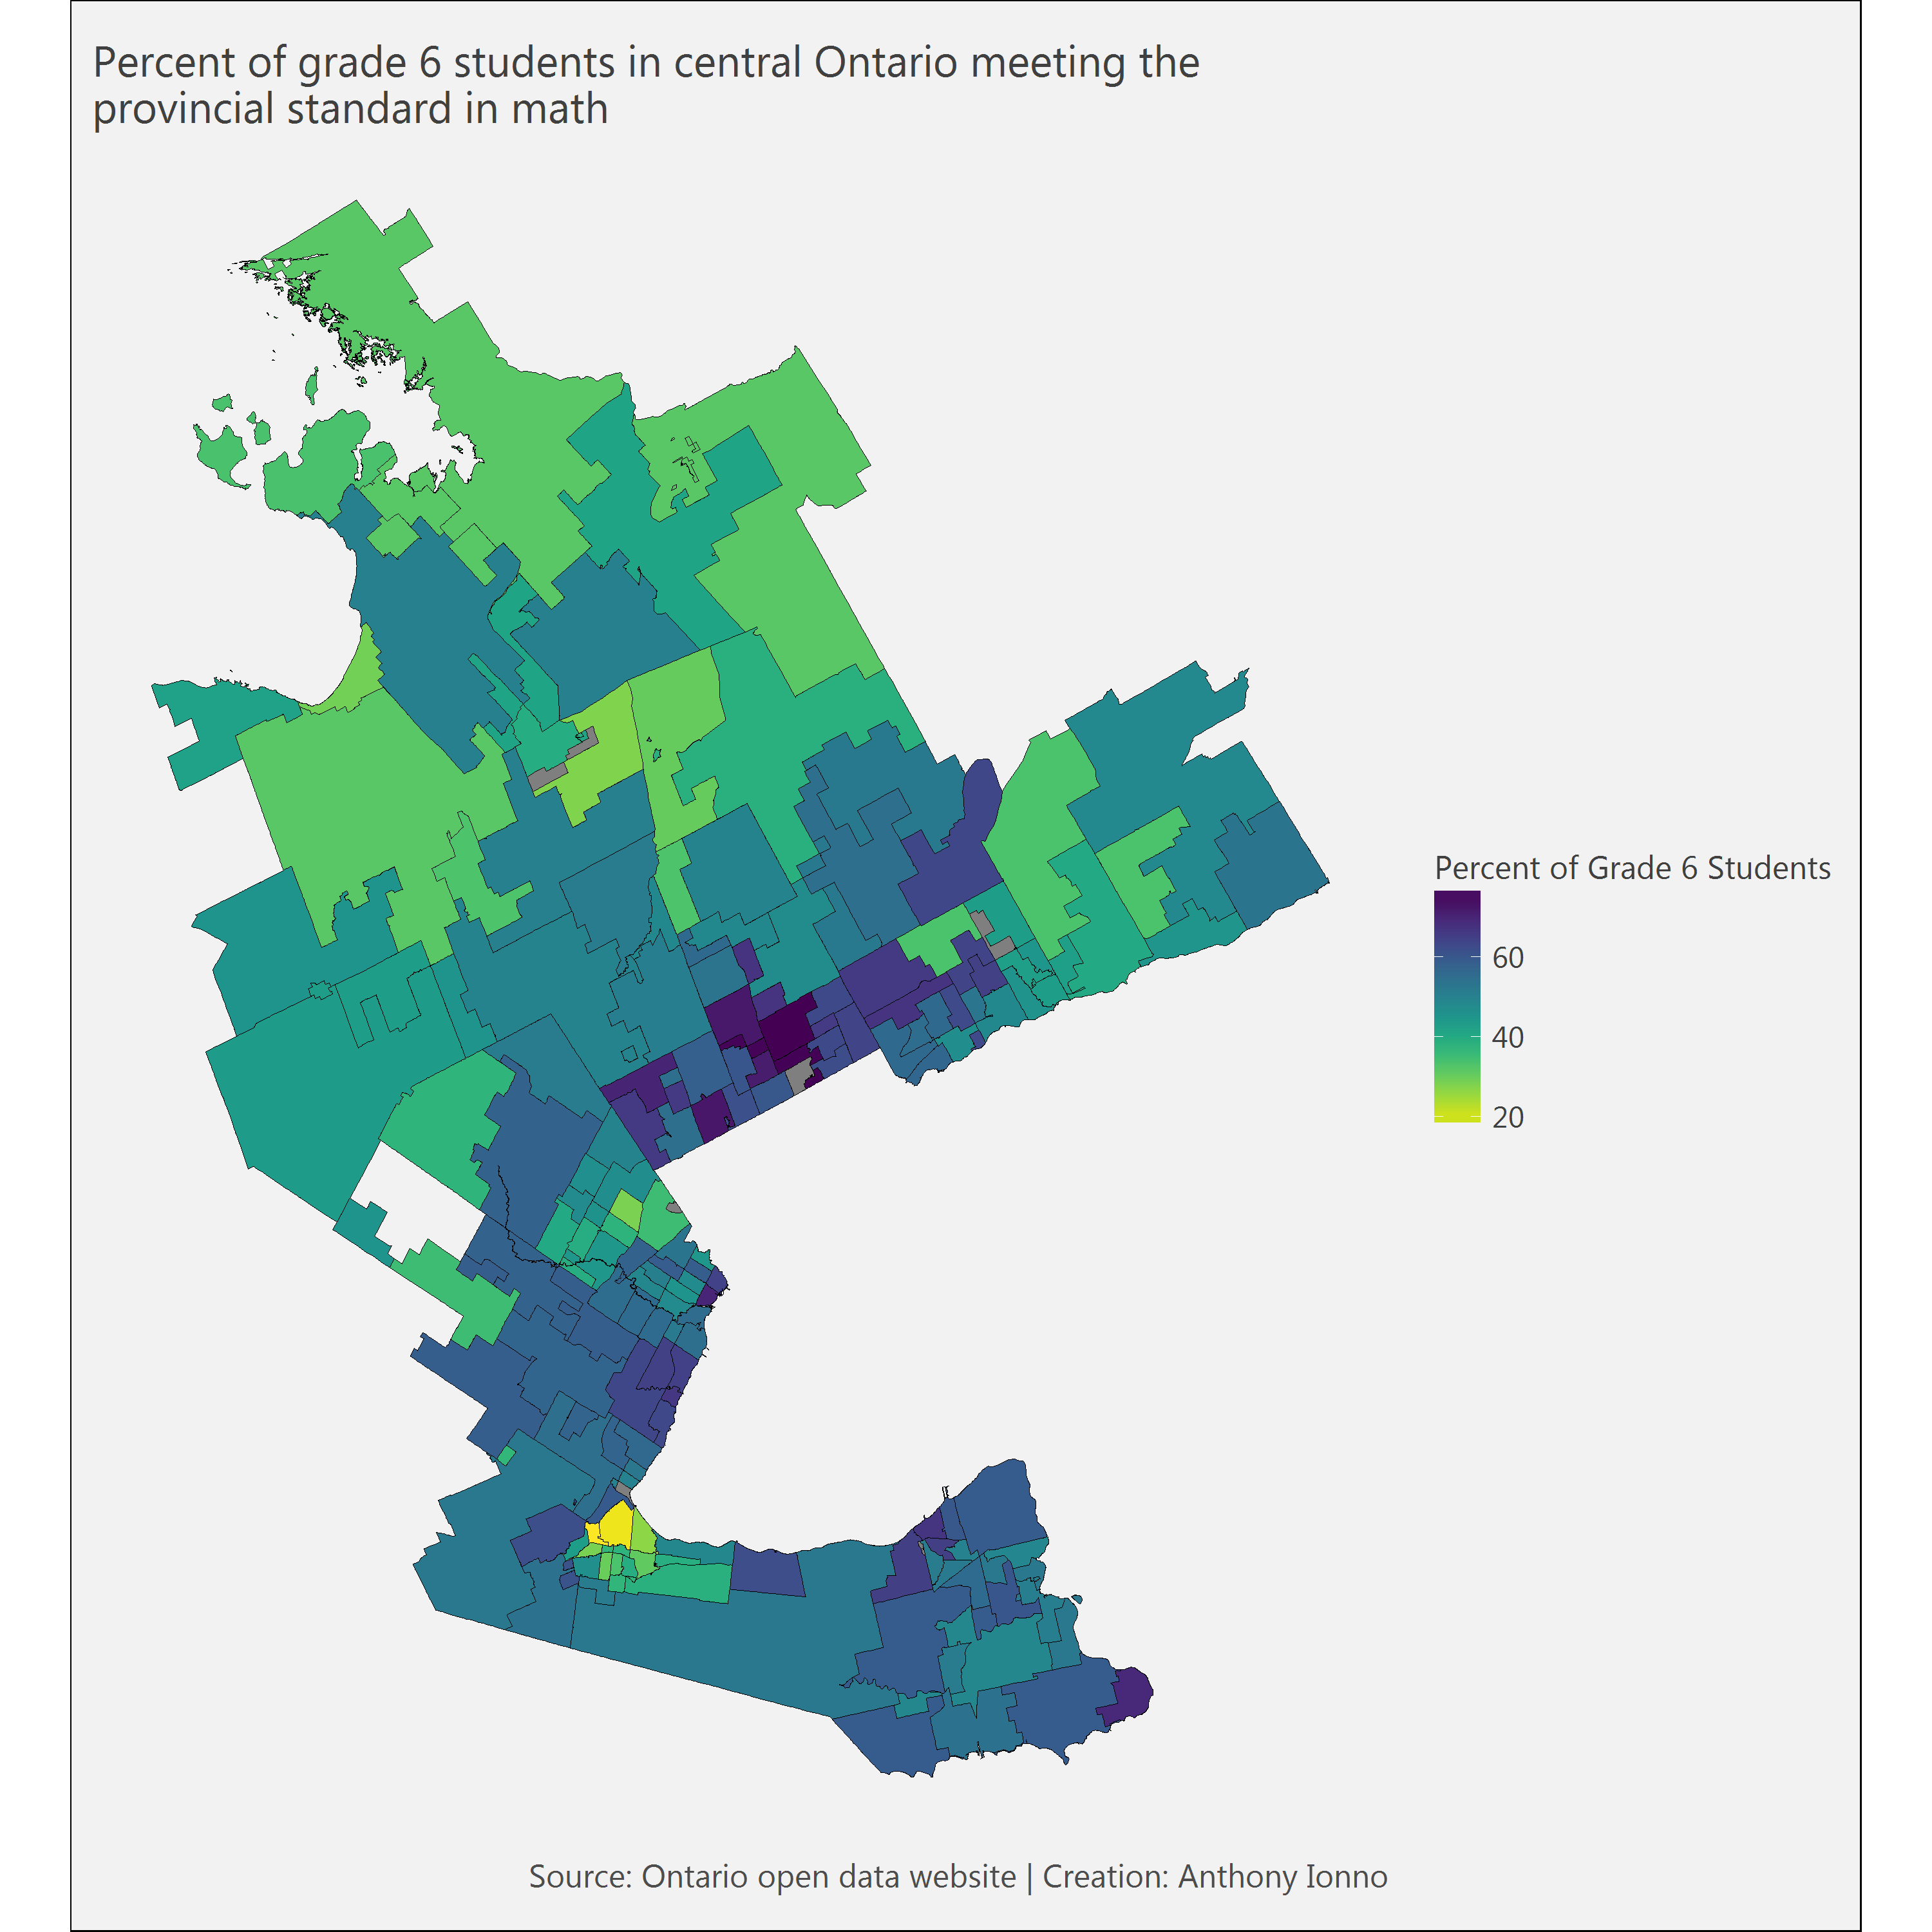 Percent of grade 6 students in central Ontario meeting the
provincial standard in math
Percent of Grade 6 Students
60
40
20
Source: Ontario open data website | Creation: Anthony Ionno